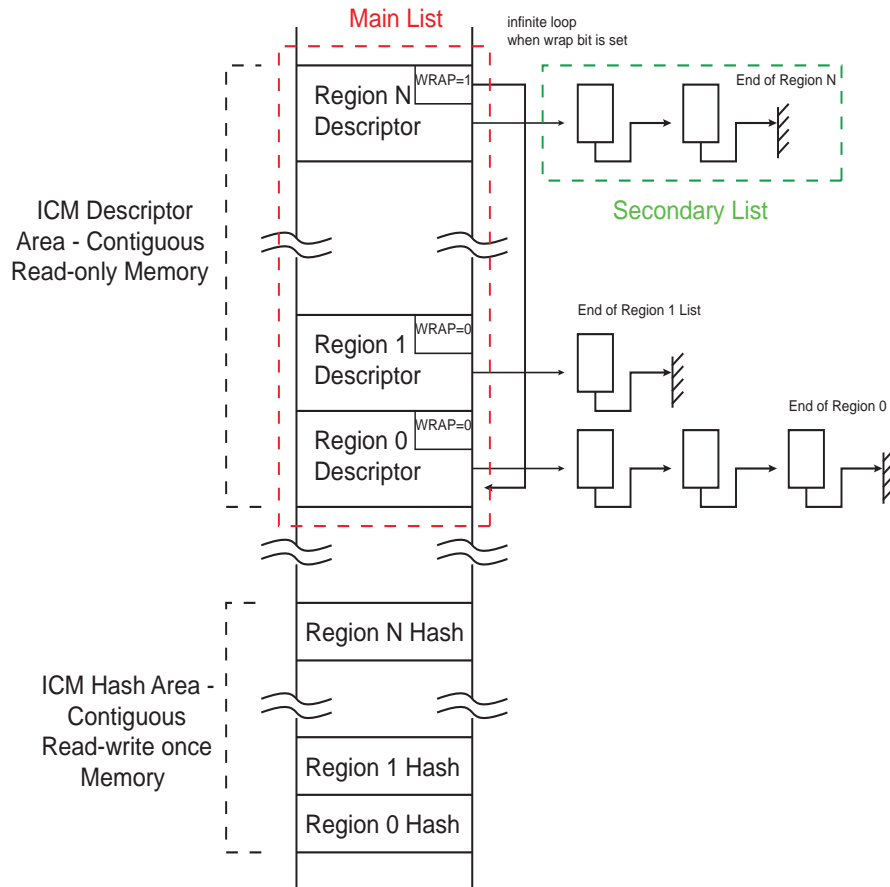 Main List
infinite loop
when wrap bit is set
WRAP=1
End of Region N
Region N
Descriptor
Secondary List
ICM Descriptor
Area - Contiguous
Read-only Memory
End of Region 1 List
WRAP=0
Region 1
Descriptor
End of Region 0
WRAP=0
Region 0
Descriptor
Region N Hash
ICM Hash Area -
Contiguous
Read-write once
Memory
Region 1 Hash
Region 0 Hash